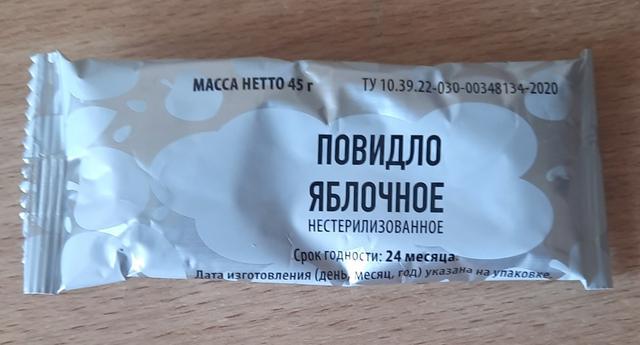 МАССА НЕТТО 45 г ТУ 10.39.22-030-00348134-2020
ПОВИДЛО
ЯБЛОЧНОЕ
НЕСТЕРИЛИЗОВАННОЕ
Срок годности: 24 месяца.
Дата изготовления (день, месяц, год) указана на упаковке.